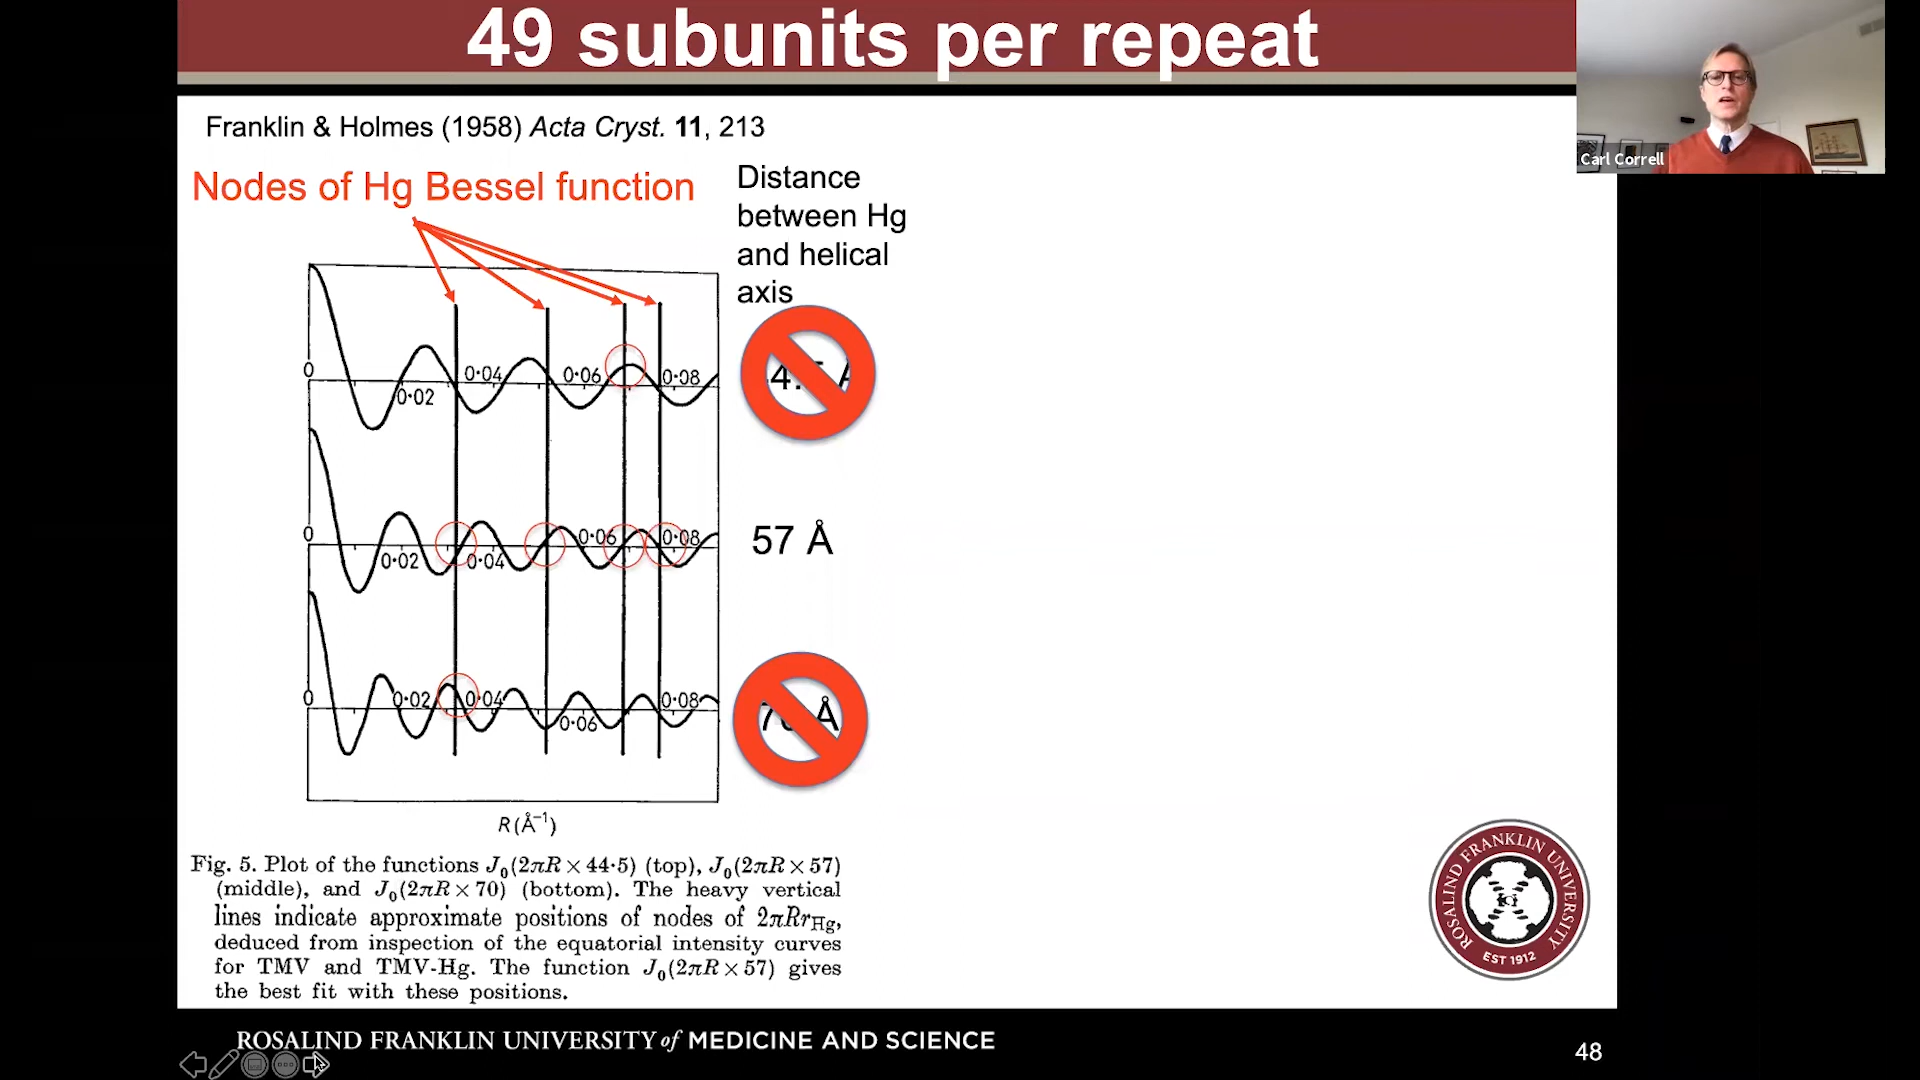 49 subunits per repeat
Carl Correll
Franklin & Holmes (1958) Acta Cryst. 11, 213
Nodes of Hg Bessel function
Distance
between Hg
and helical
axis
0
0·02
0·04
0·06
0·08
4.5 Å
0
0·02
0·04
0·06
0·08
57 Å
0
0·02
0·04
0·06
0·08
Å
R(Å⁻¹)
Fig. 5. Plot of the functions J₀(2πR × 44·5) (top), J₀(2πR × 57)
(middle), and J₀(2πR × 70) (bottom). The heavy vertical
lines indicate approximate positions of nodes of 2πRrHg,
deduced from inspection of the equatorial intensity curves
for TMV and TMV-Hg. The function J₀(2πR × 57) gives
the best fit with these positions.
ROSALIND FRANKLIN UNIVERSITY
EST 1912
ROSALIND FRANKLIN UNIVERSITY of MEDICINE AND SCIENCE
48